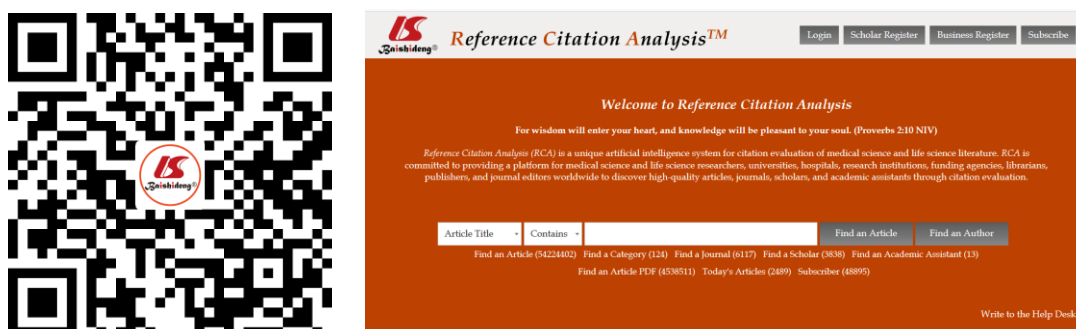 Baishideng®
Baishideng®
Reference Citation Analysis™
Login
Scholar Register
Business Register
Subscribe
Welcome to Reference Citation Analysis
For wisdom will enter your heart, and knowledge will be pleasant to your soul. (Proverbs 2:10 NIV)
Reference Citation Analysis (RCA) is a unique artificial intelligence system for citation evaluation of medical science and life science literature. RCA is
committed to providing a platform for medical science and life science researchers, universities, hospitals, research institutions, funding agencies, librarians,
publishers, and journal editors worldwide to discover high-quality articles, journals, scholars, and academic assistants through citation evaluation.
Article Title
Contains
Find an Article
Find an Author
Find an Article (54224402) Find a Category (124) Find a Journal (6117) Find a Scholar (3838) Find an Academic Assistant (13)
Find an Article PDF (4538511) Today's Articles (2489) Subscriber (48895)
Write to the Help Desk